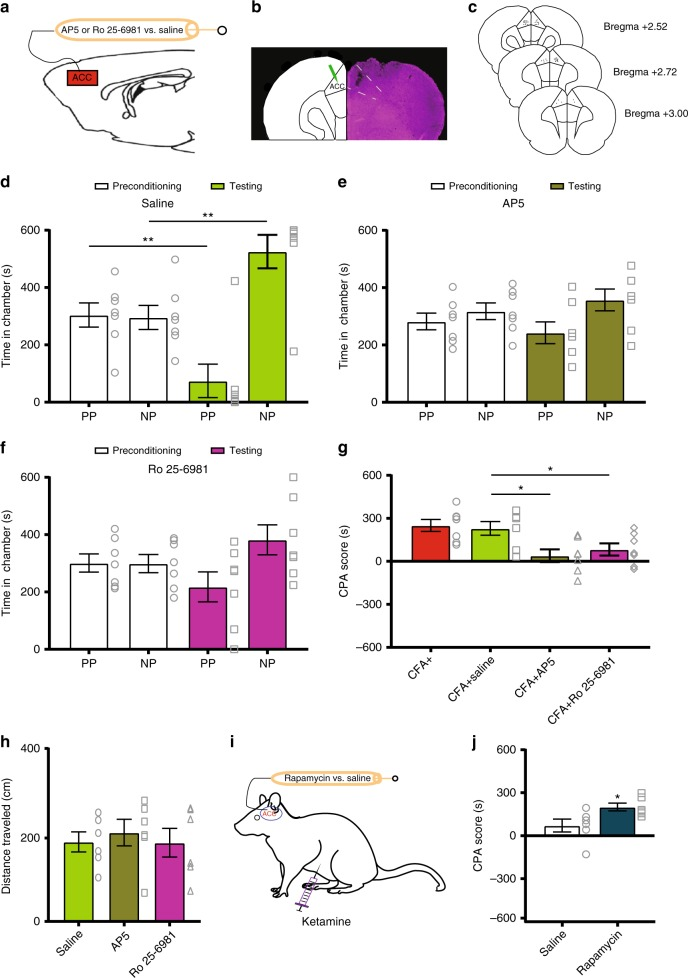 a
AP5 or Ro 25-6981 vs. saline
ACC
b
ACC
c
Bregma +2.52
Bregma +2.72
Bregma +3.00
d
Preconditioning Testing
Saline
**
**
Time in chamber (s)
600
400
200
0
PP NP PP NP
e
Preconditioning Testing
AP5
Time in chamber (s)
600
400
200
0
PP NP PP NP
f
Preconditioning Testing
Ro 25-6981
Time in chamber (s)
600
400
200
0
PP NP PP NP
g
*
*
CPA score (s)
600
300
0
−300
−600
CFA+
CFA+saline
CFA+AP5
CFA+Ro 25-6981
h
Distance traveled (cm)
400
200
0
Saline
AP5
Ro 25-6981
i
Rapamycin vs. saline
ACC
Ketamine
j
*
CPA score (s)
600
300
0
−300
−600
Saline
Rapamycin